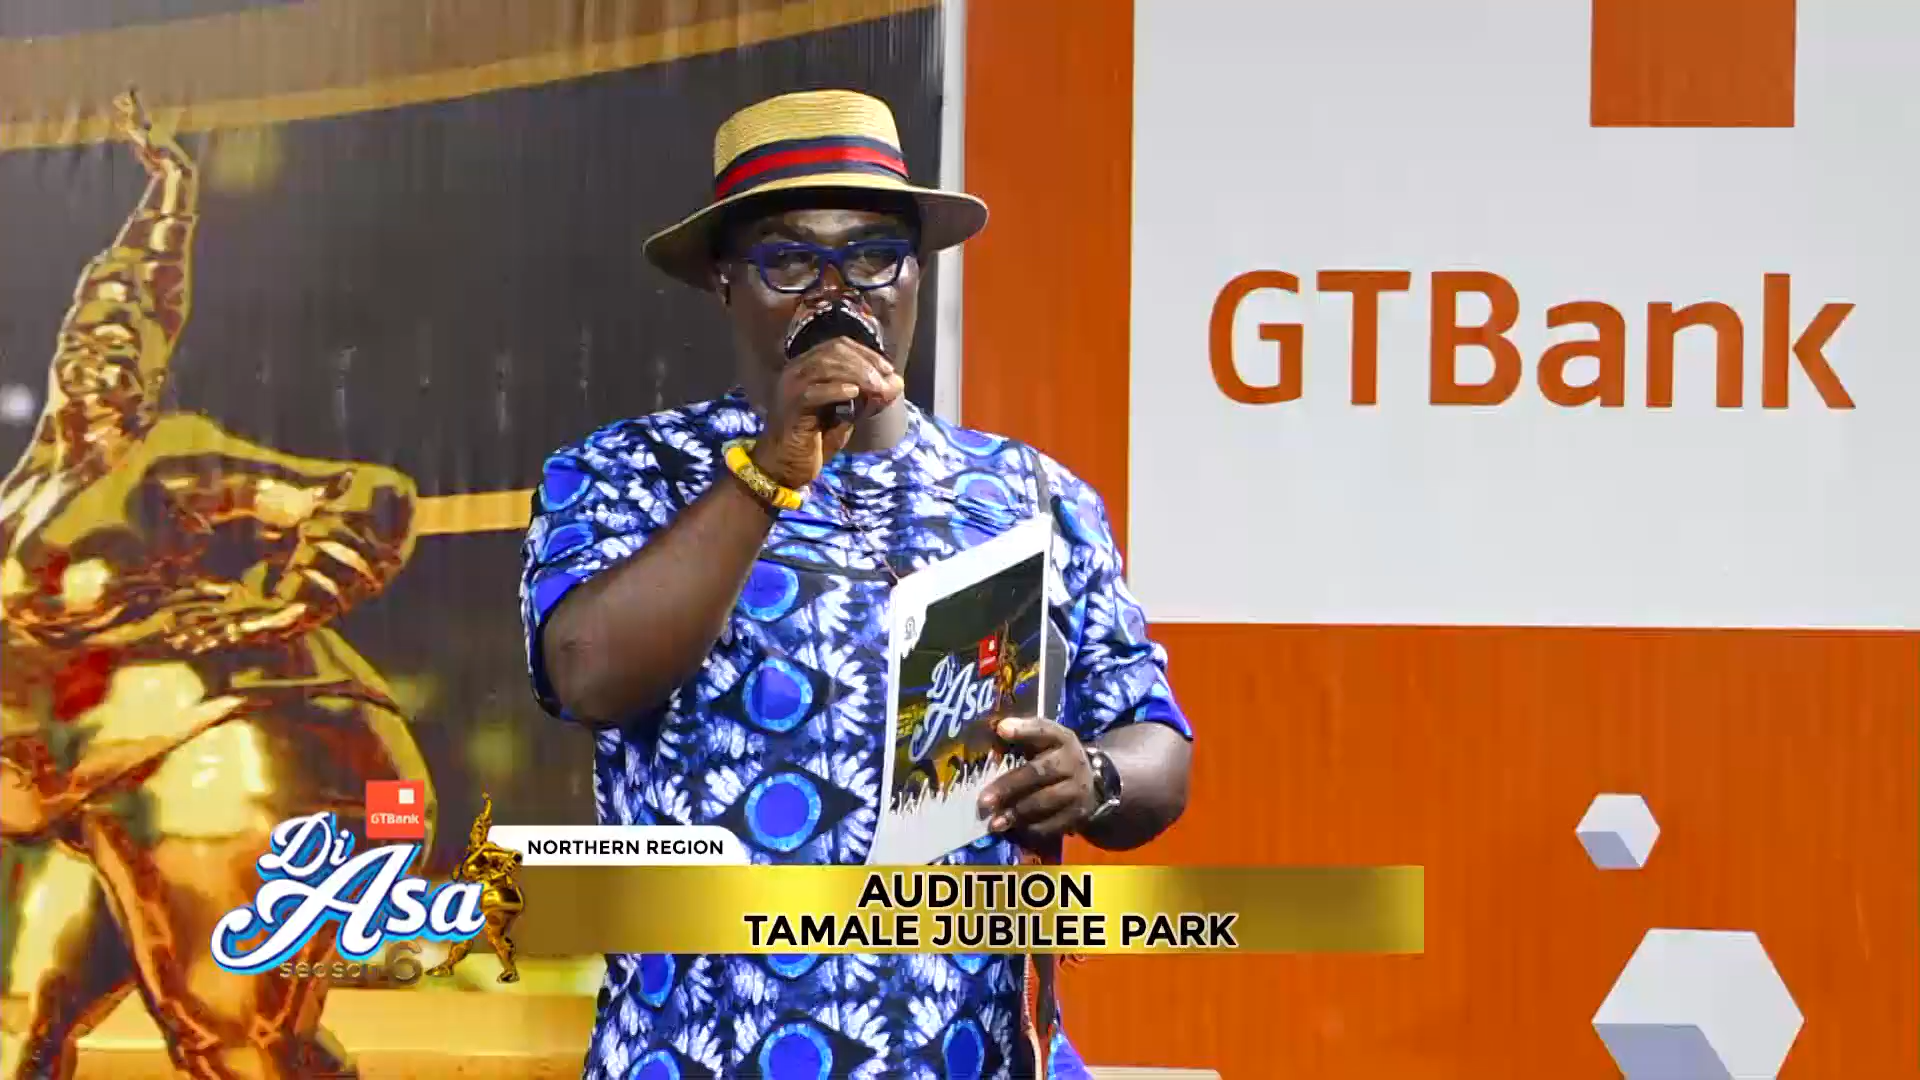 GTBank
Di
Asa
GTBank
Di
Asa
season 6
NORTHERN REGION
AUDITION
TAMALE JUBILEE PARK